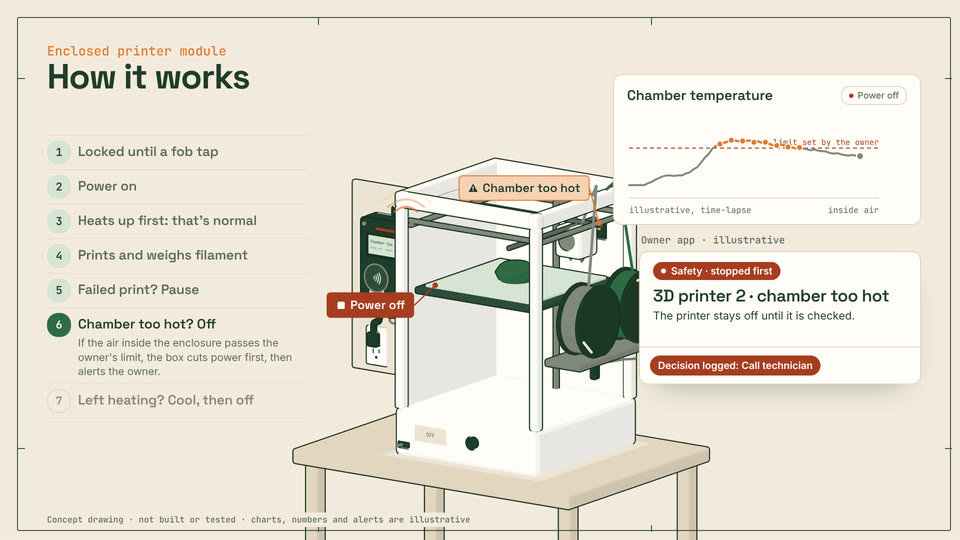 Enclosed printer module
How it works
1 Locked until a fob tap
2 Power on
3 Heats up first: that's normal
4 Prints and weighs filament
5 Failed print? Pause
6 Chamber too hot? Off
If the air inside the enclosure passes the
owner's limit, the box cuts power first, then
alerts the owner.
7 Left heating? Cool, then off
Chamber too hot
Chamber too
Power off
OFF
Chamber temperature
Power off
limit set by the owner
illustrative, time-lapse
inside air
Owner app · illustrative
Safety · stopped first
3D printer 2 · chamber too hot
The printer stays off until it is checked.
Decision logged: Call technician
Concept drawing · not built or tested · charts, numbers and alerts are illustrative